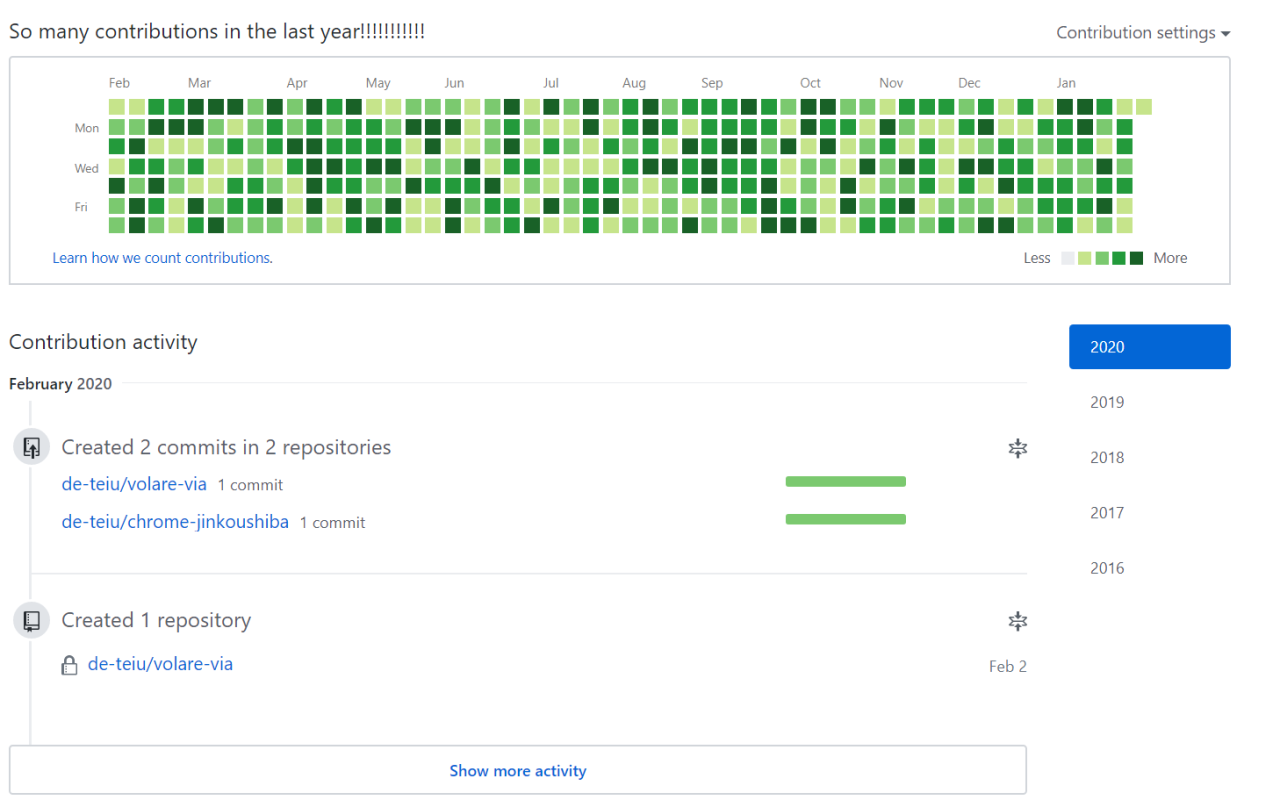 So many contributions in the last year!!!!!!!!!!!
Contribution settings
Feb Mar Apr May Jun Jul Aug Sep Oct Nov Dec Jan
Mon
Wed
Fri
Learn how we count contributions.
Less More
Contribution activity
2020
February 2020
2019
Created 2 commits in 2 repositories
2018
de-teiu/volare-via 1 commit
2017
de-teiu/chrome-jinkoushiba 1 commit
2016
Created 1 repository
de-teiu/volare-via
Feb 2
Show more activity